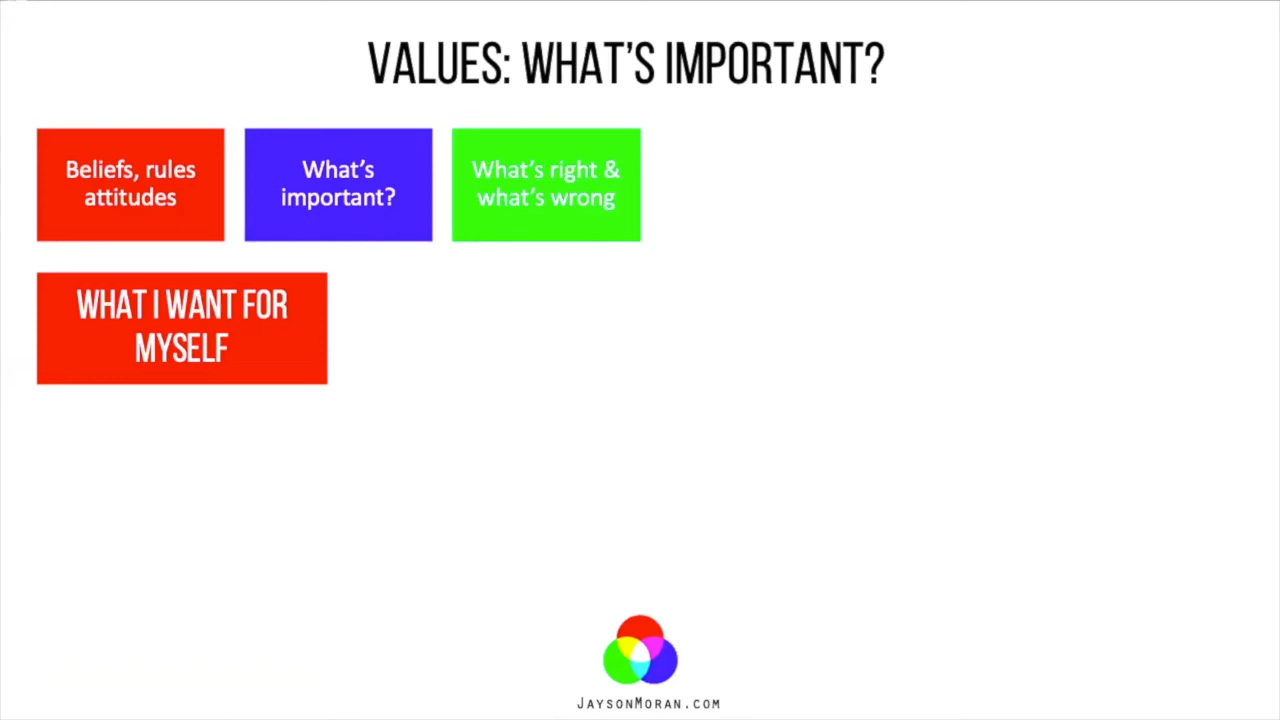 VALUES: WHAT'S IMPORTANT?
Beliefs, rules
attitudes
What's
important?
What's right &
what's wrong
WHAT I WANT FOR
MYSELF
JAYSONMORAN.COM